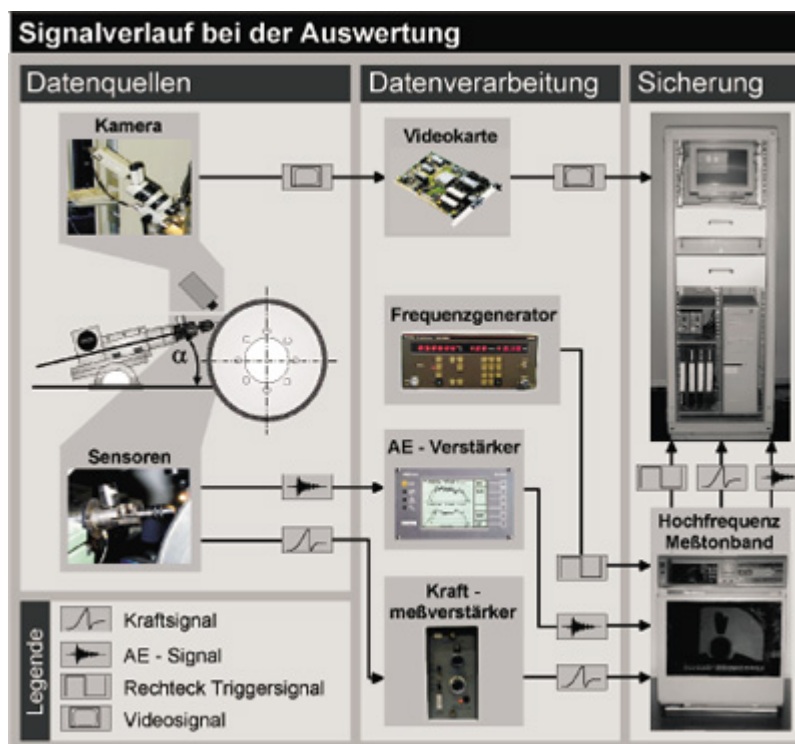 Signalverlauf bei der Auswertung
Datenquellen
Datenverarbeitung
Sicherung
Kamera
Videokarte
Frequenzgenerator
α
Sensoren
AE - Verstärker
Hochfrequenz
Meßtonband
Kraft -
meßverstärker
Legende
Kraftsignal
AE - Signal
Rechteck Triggersignal
Videosignal